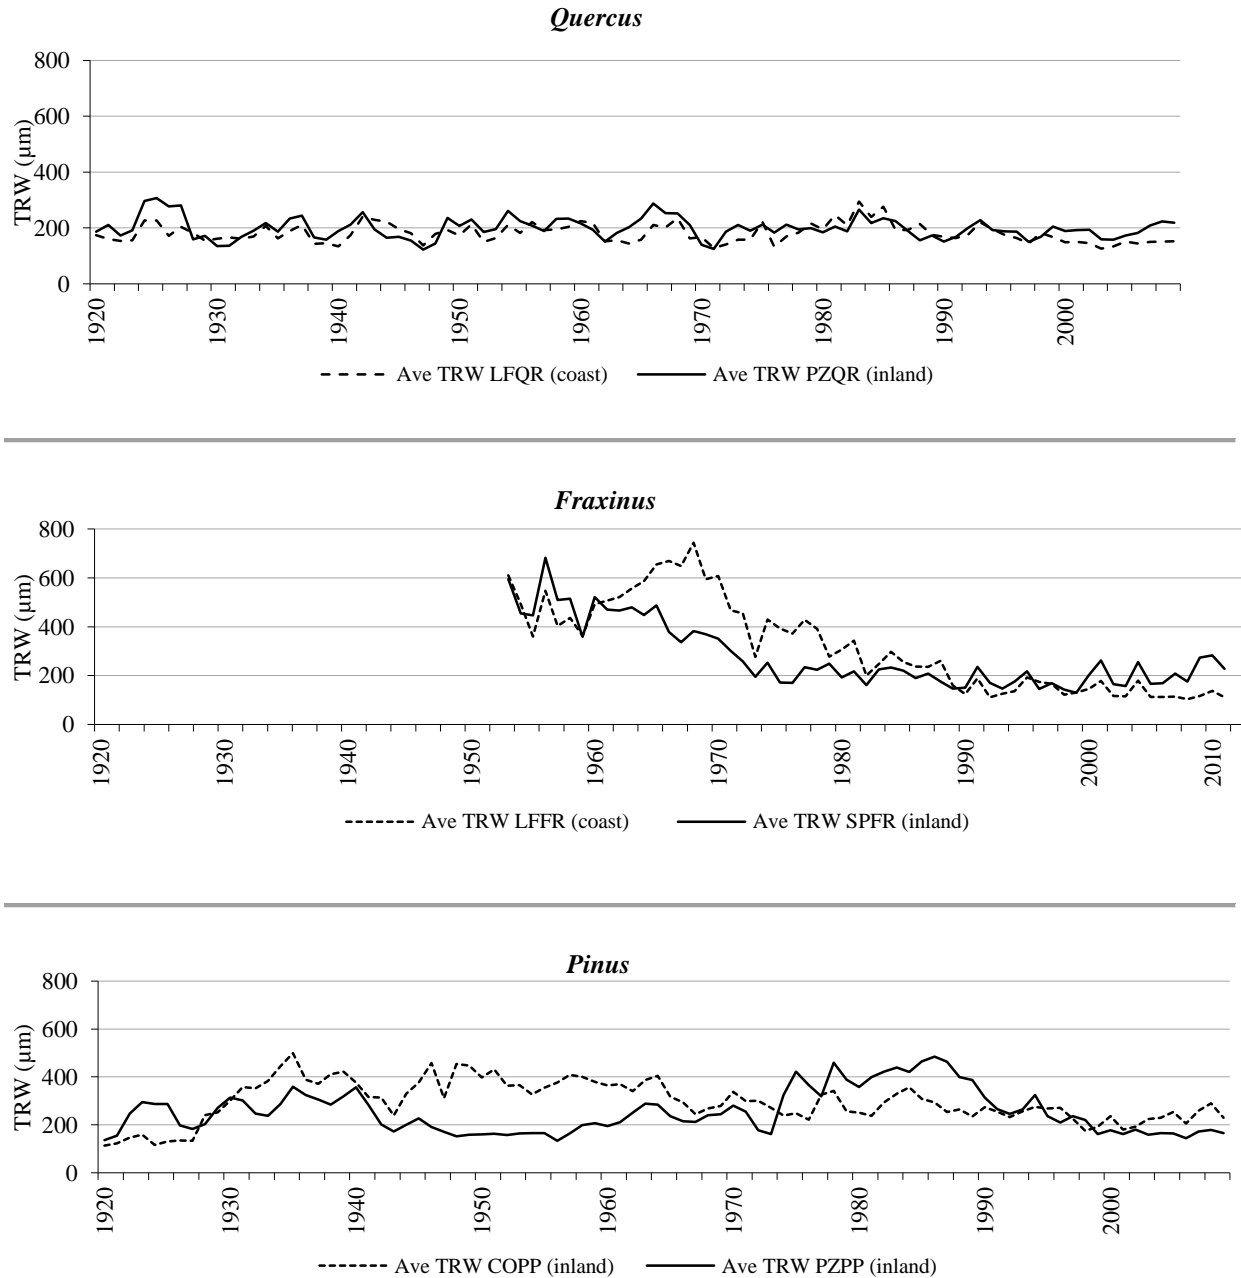 Quercus
800
600
400
200
0
TRW (µm)
1920 1930 1940 1950 1960 1970 1980 1990 2000
Ave TRW LFQR (coast) Ave TRW PZQR (inland)
Fraxinus
800
600
400
200
0
TRW (µm)
1920 1930 1940 1950 1960 1970 1980 1990 2000 2010
Ave TRW LFFR (coast) Ave TRW SPFR (inland)
Pinus
800
600
400
200
0
TRW (µm)
1920 1930 1940 1950 1960 1970 1980 1990 2000
Ave TRW COPP (inland) Ave TRW PZPP (inland)